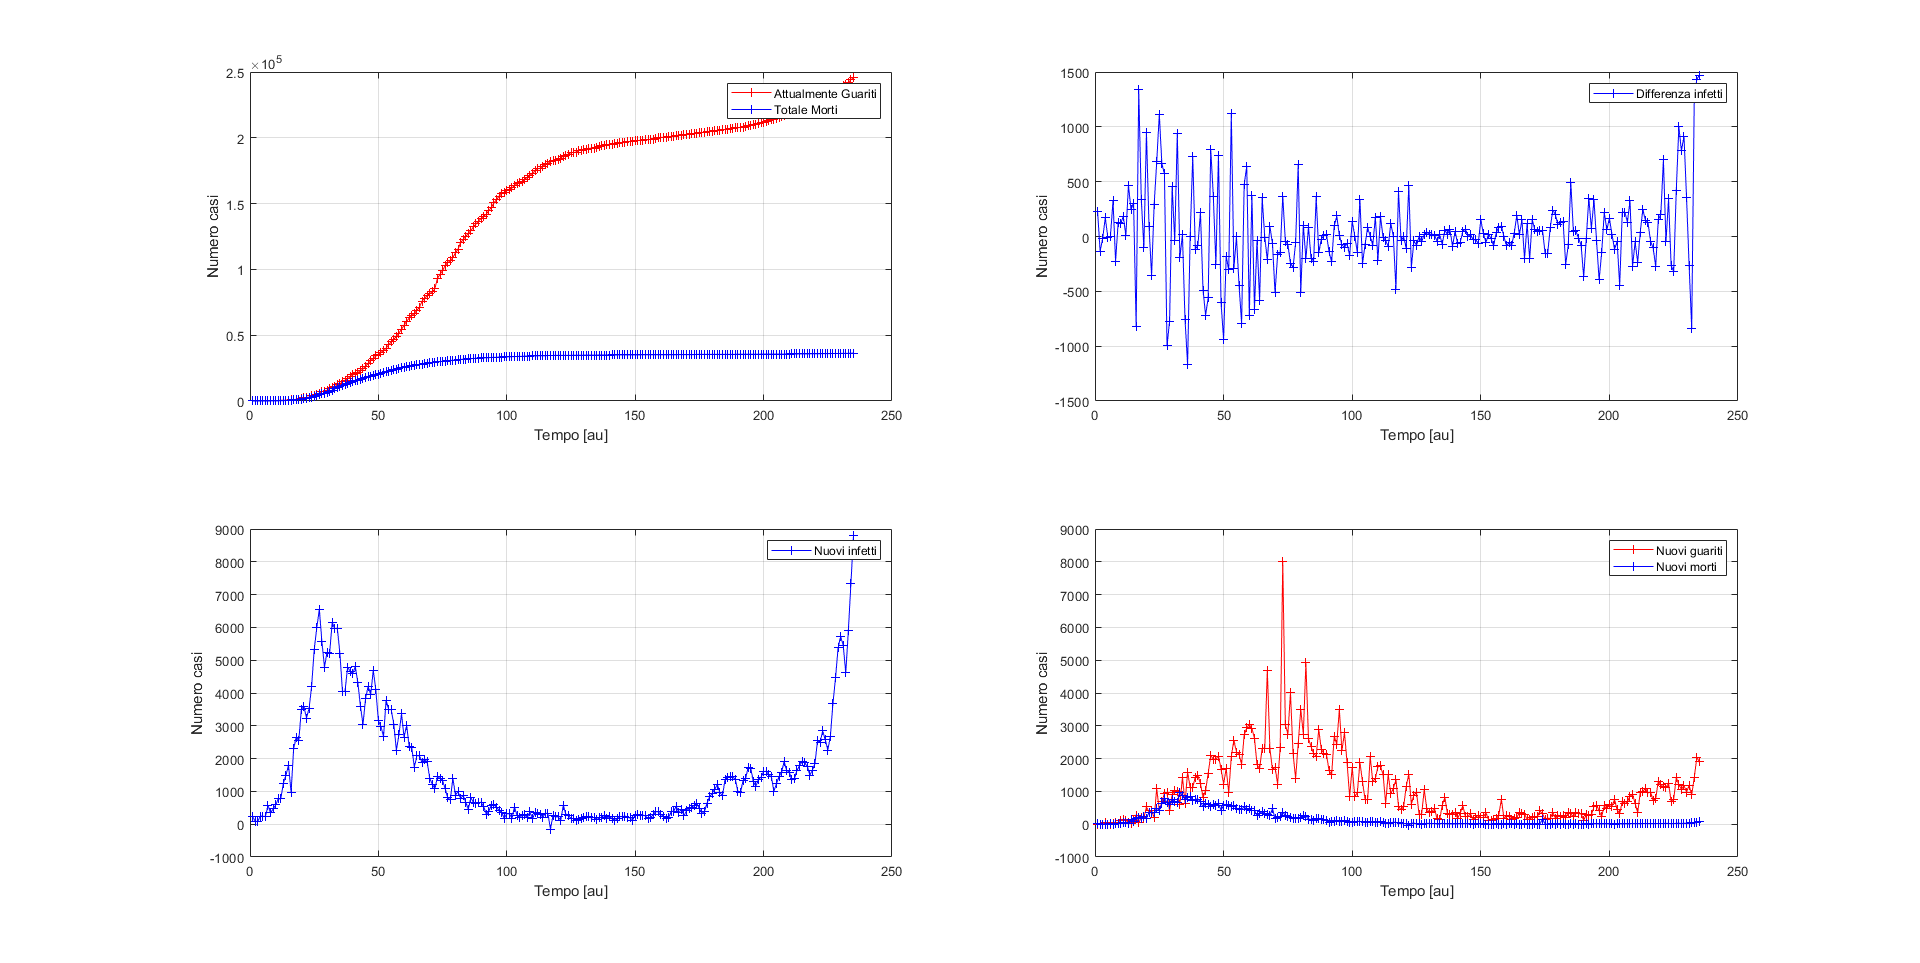 ×10⁵
2.5
2
1.5
1
0.5
0
Numero casi
Attualmente Guariti
Totale Morti
0 50 100 150 200 250
Tempo [au]
1500
1000
500
0
-500
-1000
-1500
Numero casi
Differenza infetti
0 50 100 150 200 250
Tempo [au]
9000
8000
7000
6000
5000
4000
3000
2000
1000
0
-1000
Numero casi
Nuovi infetti
0 50 100 150 200 250
Tempo [au]
9000
8000
7000
6000
5000
4000
3000
2000
1000
0
-1000
Numero casi
Nuovi guariti
Nuovi morti
0 50 100 150 200 250
Tempo [au]